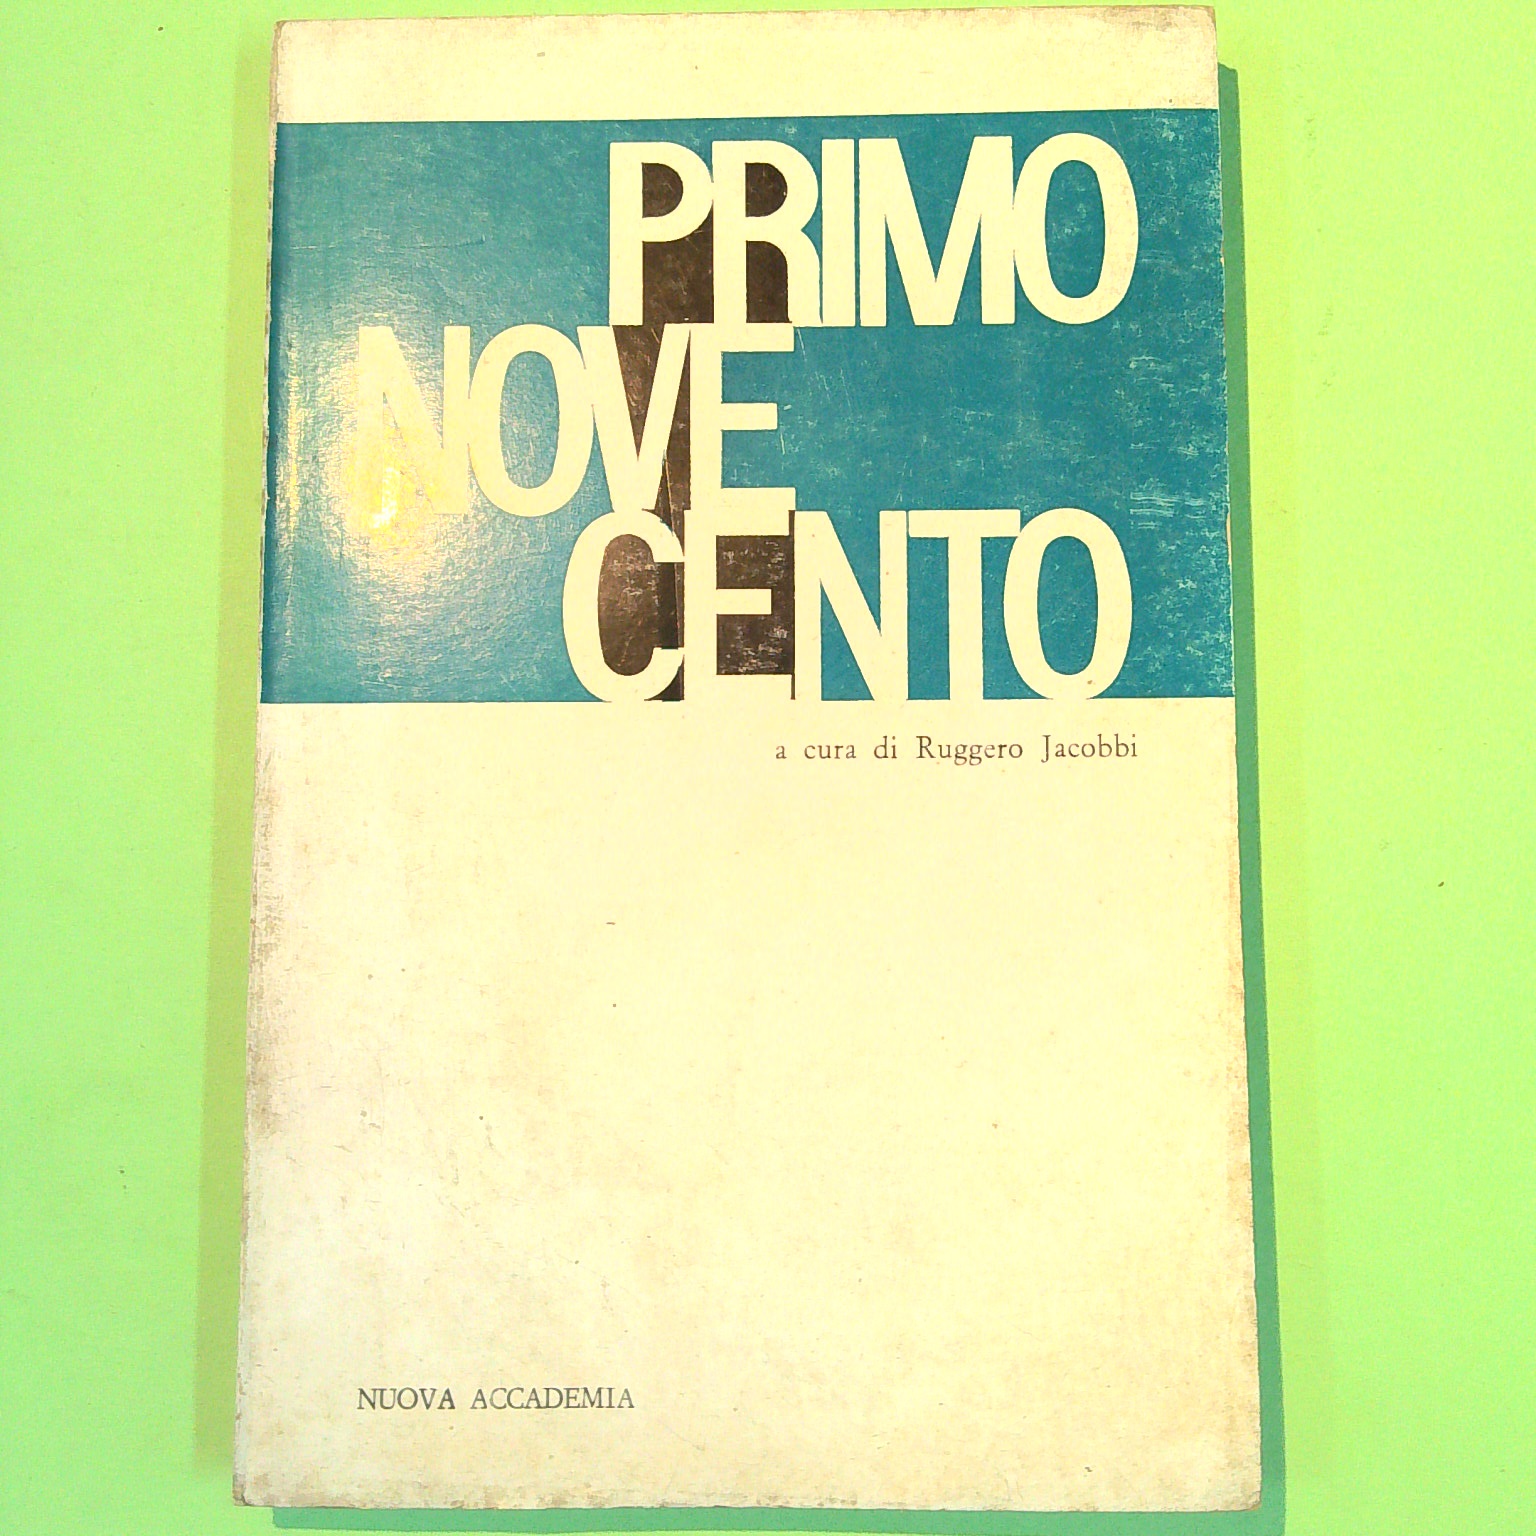 PRIMO
NOVE
CENTO
a cura di Ruggero Jacobbi
NUOVA ACCADEMIA